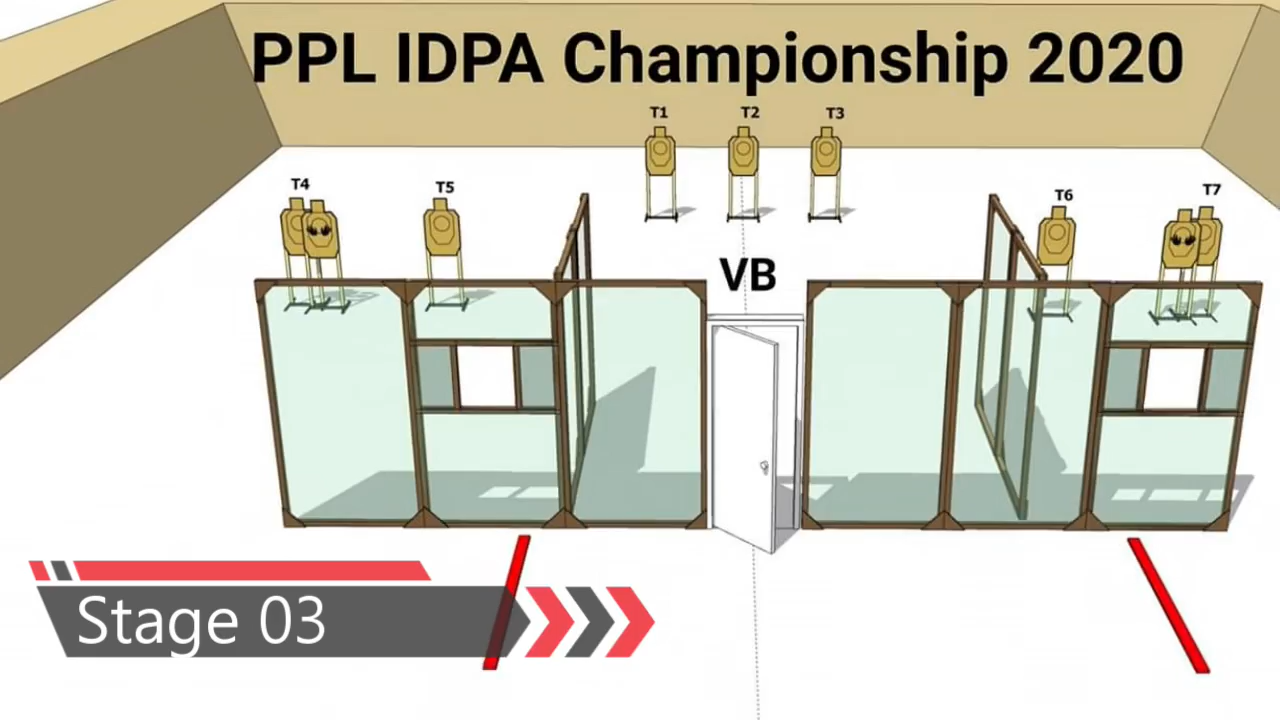 PPL IDPA Championship 2020
T1 T2 T3
T4 T5 T6 T7
VB
Stage 03